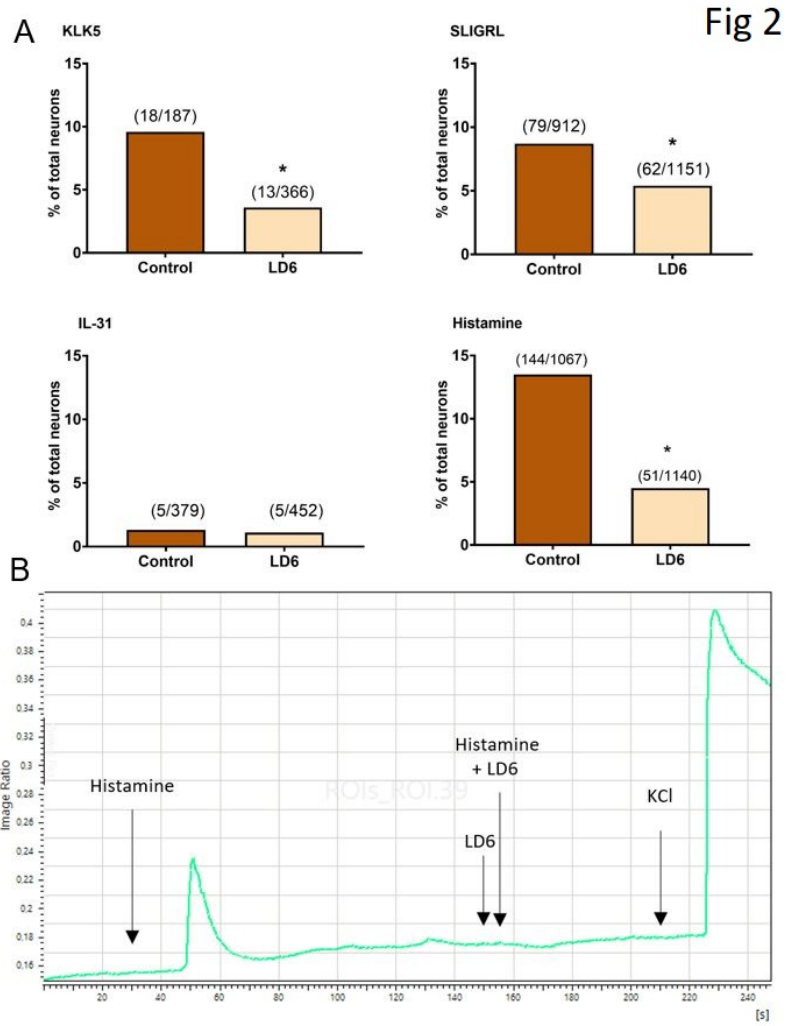 Fig 2
A
KLK5
15
10
5
0
% of total neurons
(18/187)
*
(13/366)
Control
LD6
SLIGRL
15
10
5
0
% of total neurons
(79/912)
*
(62/1151)
Control
LD6
IL-31
15
10
5
0
% of total neurons
(5/379)
(5/452)
Control
LD6
Histamine
15
10
5
0
% of total neurons
(144/1067)
*
(51/1140)
Control
LD6
B
Image Ratio
0.4
0.38
0.36
0.34
0.32
0.3
0.28
0.26
0.24
0.22
0.2
0.18
0.16
Histamine
ROIs_ROI.39
Histamine
+ LD6
LD6
KCl
20
40
60
80
100
120
140
160
180
200
220
240
[s]